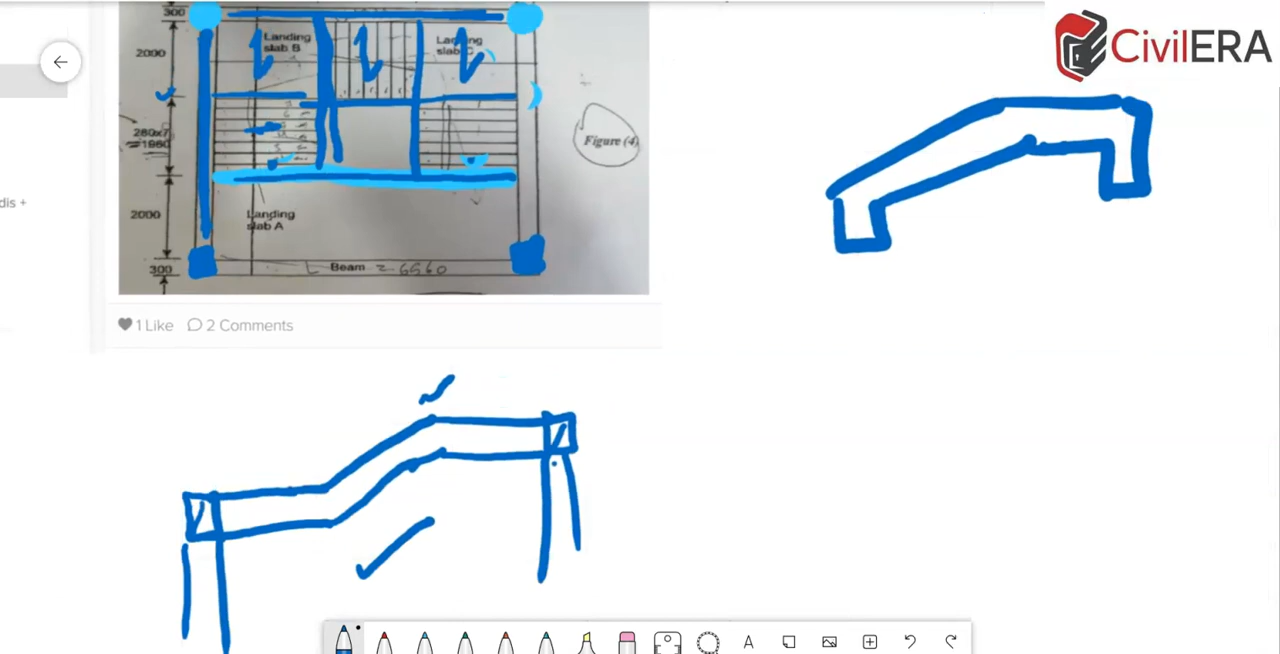 300
CivilERA
Landing
slab B
Landing
slab C
2000
280x7
=1960
Figure (4)
dis +
2000
Landing
slab A
300
Beam = 6560
1 Like 2 Comments
A